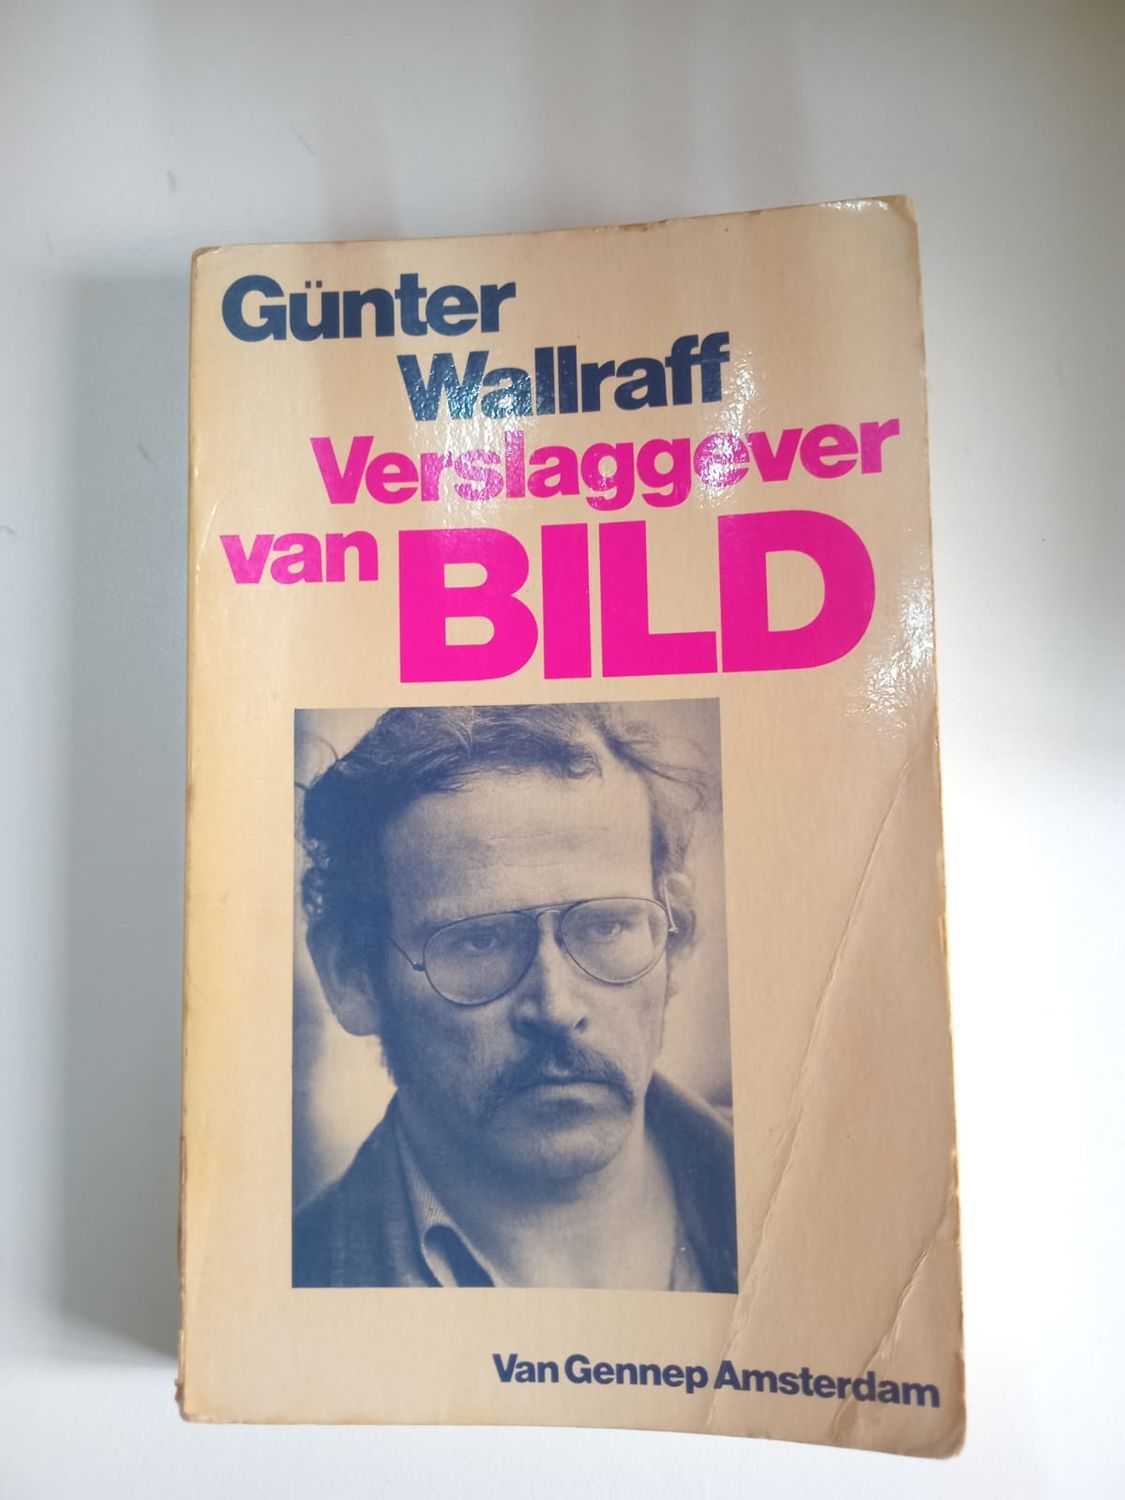 Günter
Wallraff
Verslaggever
van BILD
Van Gennep Amsterdam